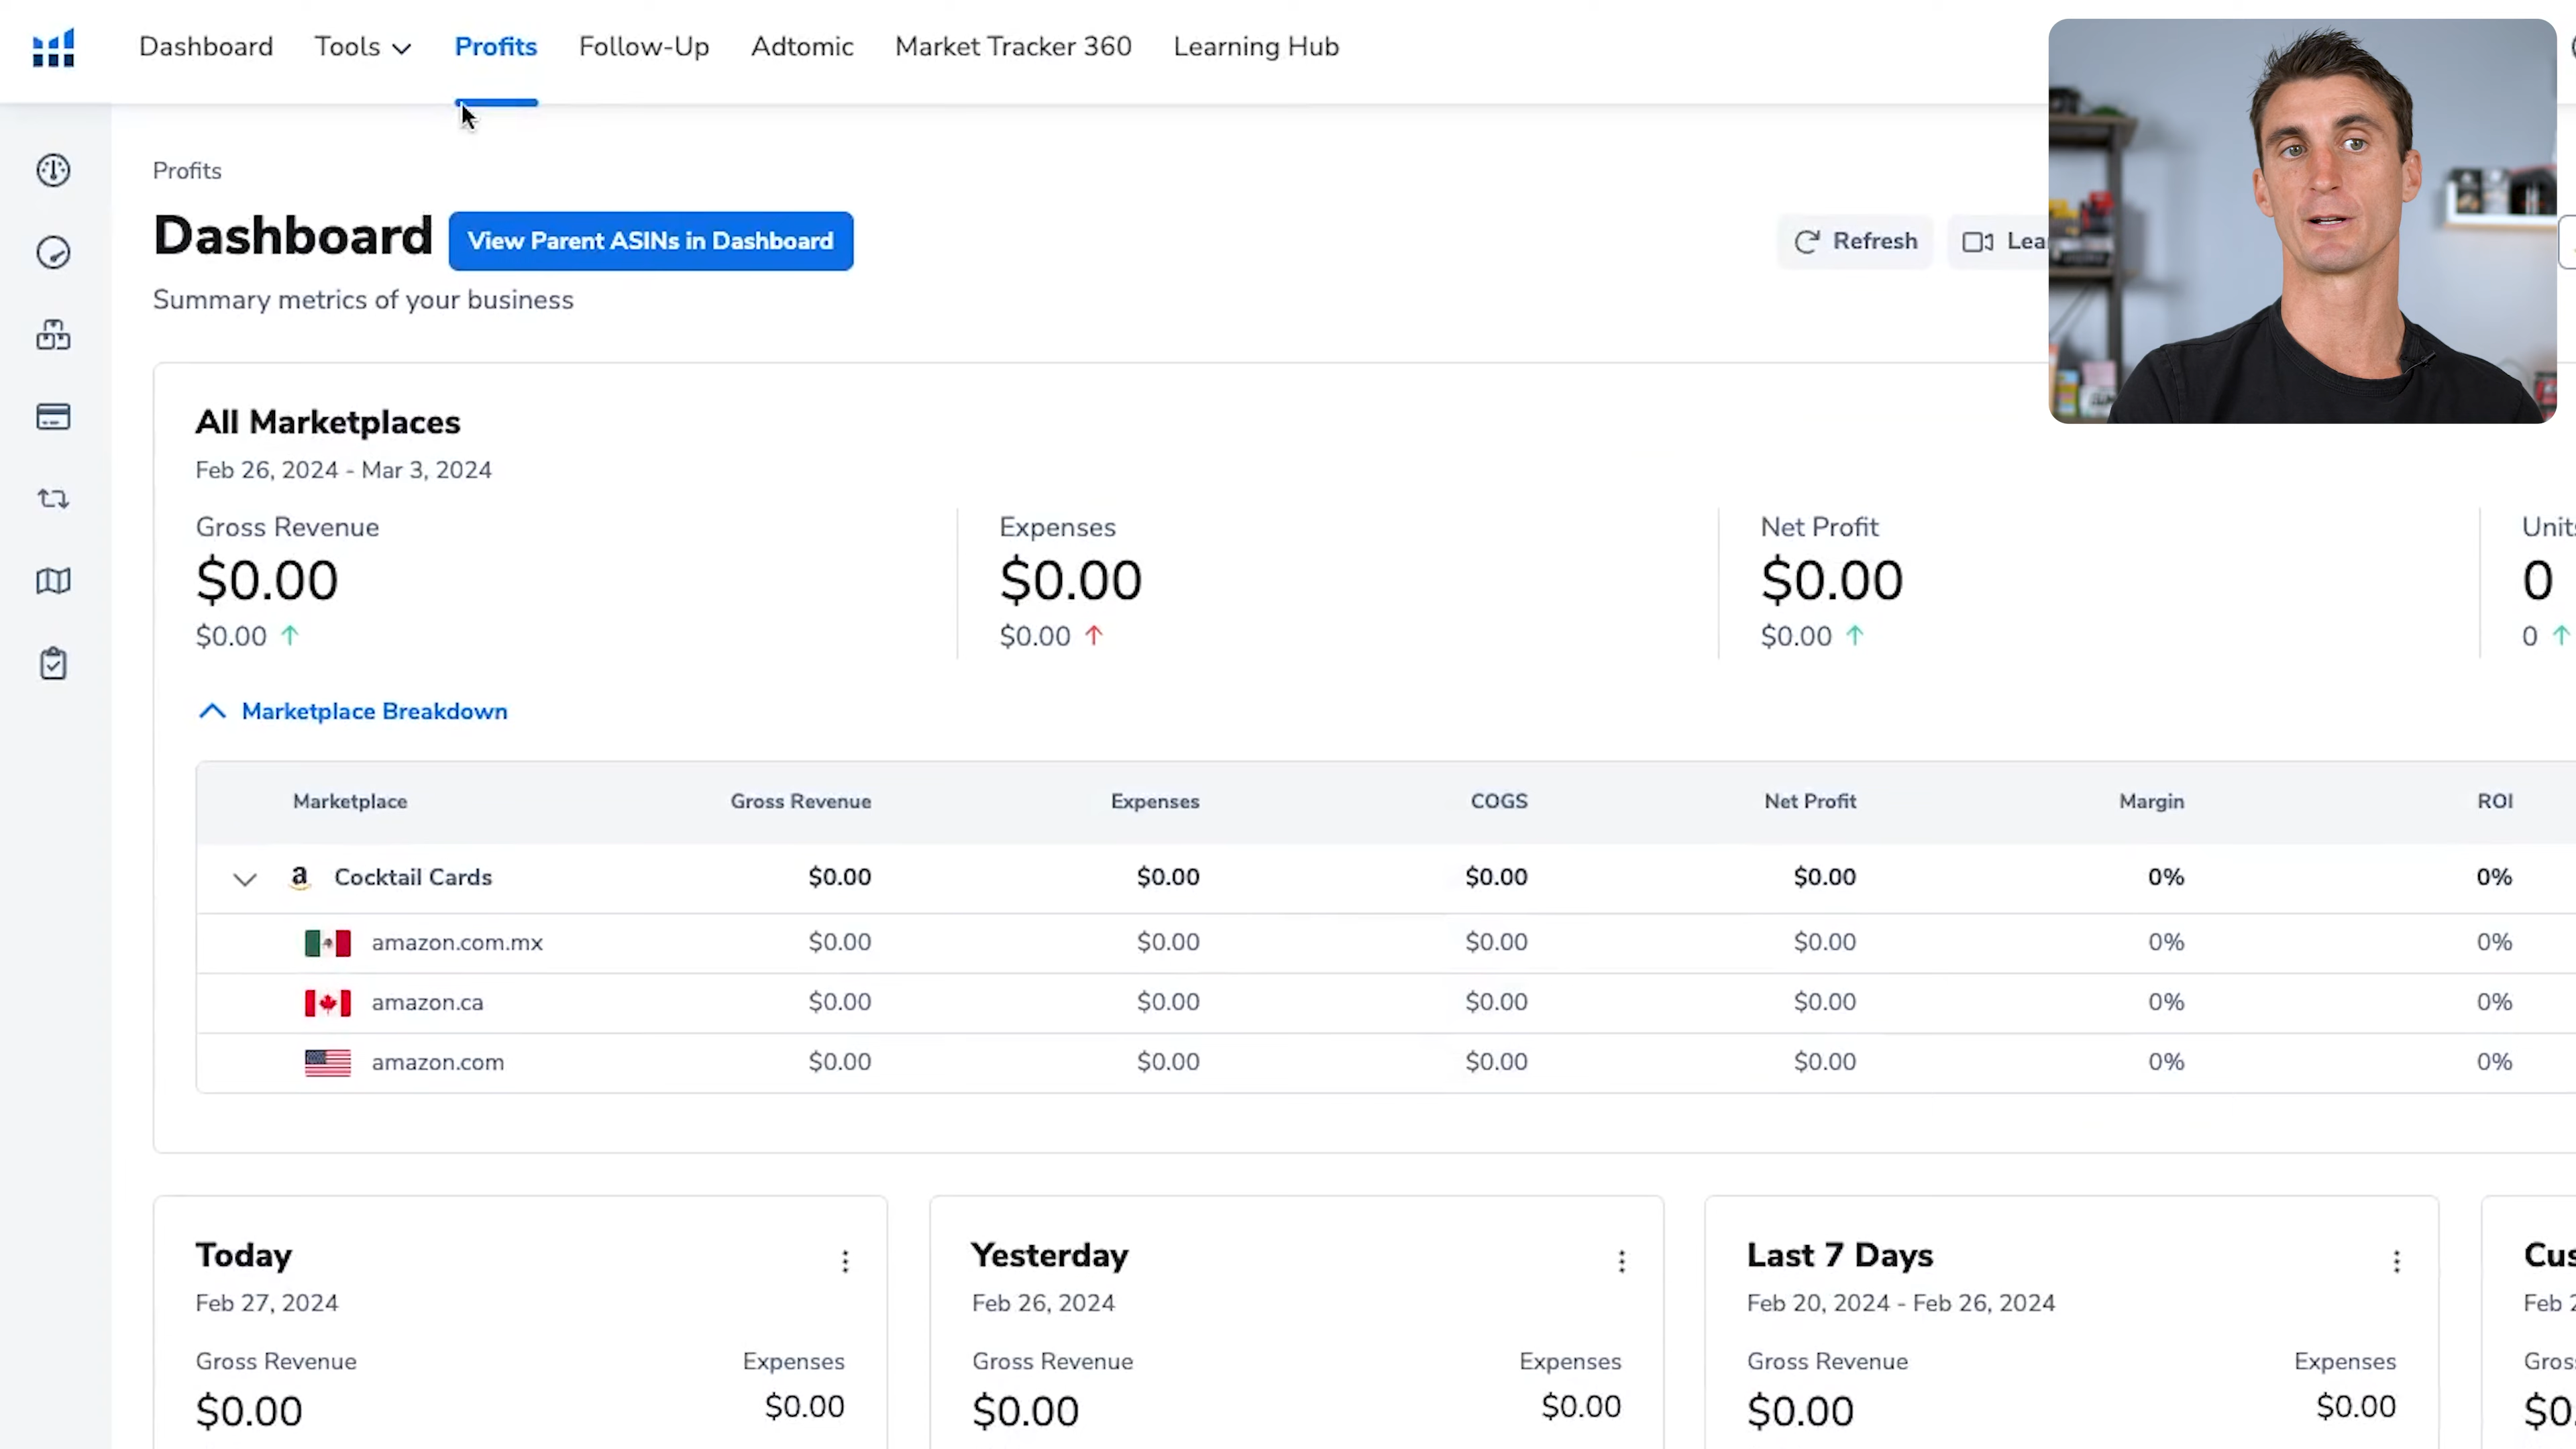 Dashboard Tools Profits Follow-Up Adtomic Market Tracker 360 Learning Hub
Profits
Dashboard View Parent ASINs in Dashboard Refresh
Summary metrics of your business
All Marketplaces
Feb 26, 2024 - Mar 3, 2024
Gross Revenue Expenses Net Profit
$0.00 $0.00 $0.00 0
$0.00 $0.00 $0.00 0
Marketplace Breakdown
Marketplace Gross Revenue Expenses COGS Net Profit Margin ROI
a Cocktail Cards $0.00 $0.00 $0.00 $0.00 0% 0%
amazon.com.mx $0.00 $0.00 $0.00 $0.00 0% 0%
amazon.ca $0.00 $0.00 $0.00 $0.00 0% 0%
amazon.com $0.00 $0.00 $0.00 $0.00 0% 0%
Today Yesterday Last 7 Days
Feb 27, 2024 Feb 26, 2024 Feb 20, 2024 - Feb 26, 2024 Feb
Gross Revenue Expenses Gross Revenue Expenses Gross Revenue Expenses
$0.00 $0.00 $0.00 $0.00 $0.00 $0.00